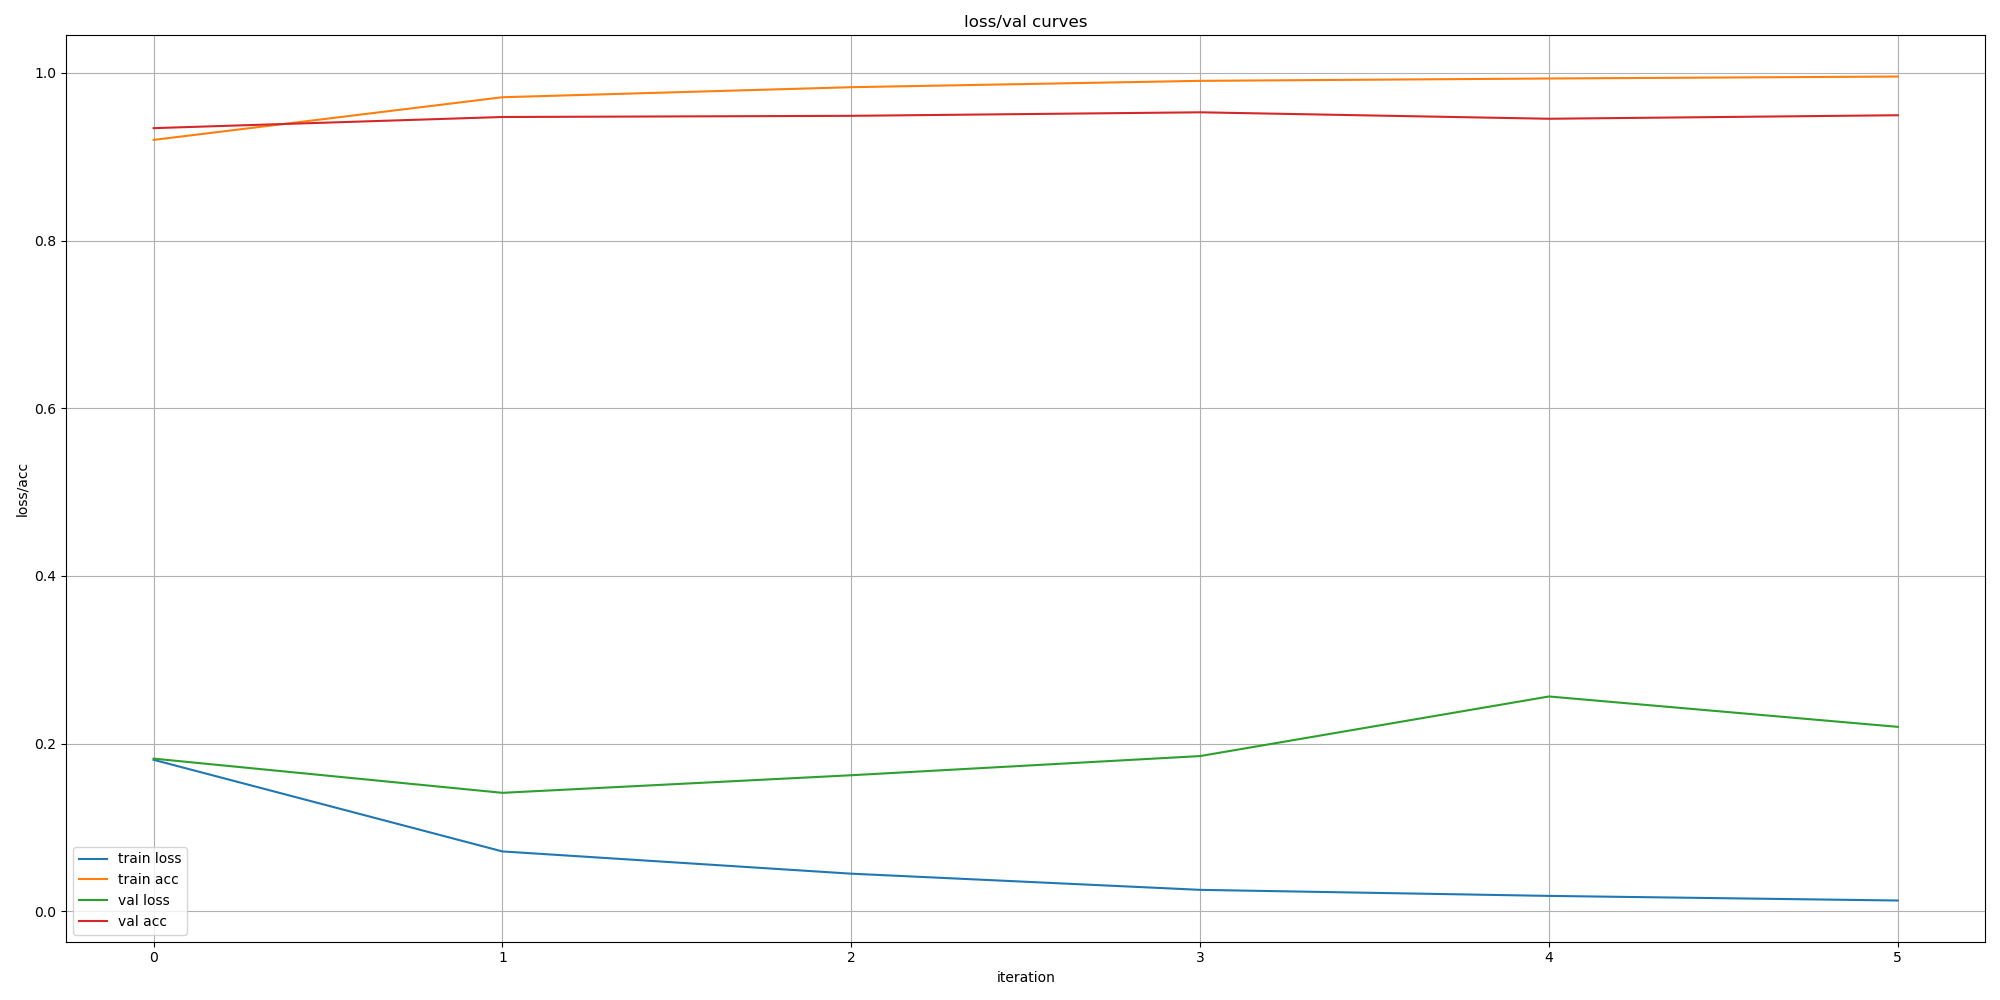 loss/val curves
1.0
0.8
0.6
0.4
0.2
0.0
loss/acc
train loss
train acc
val loss
val acc
0 1 2 3 4 5
iteration